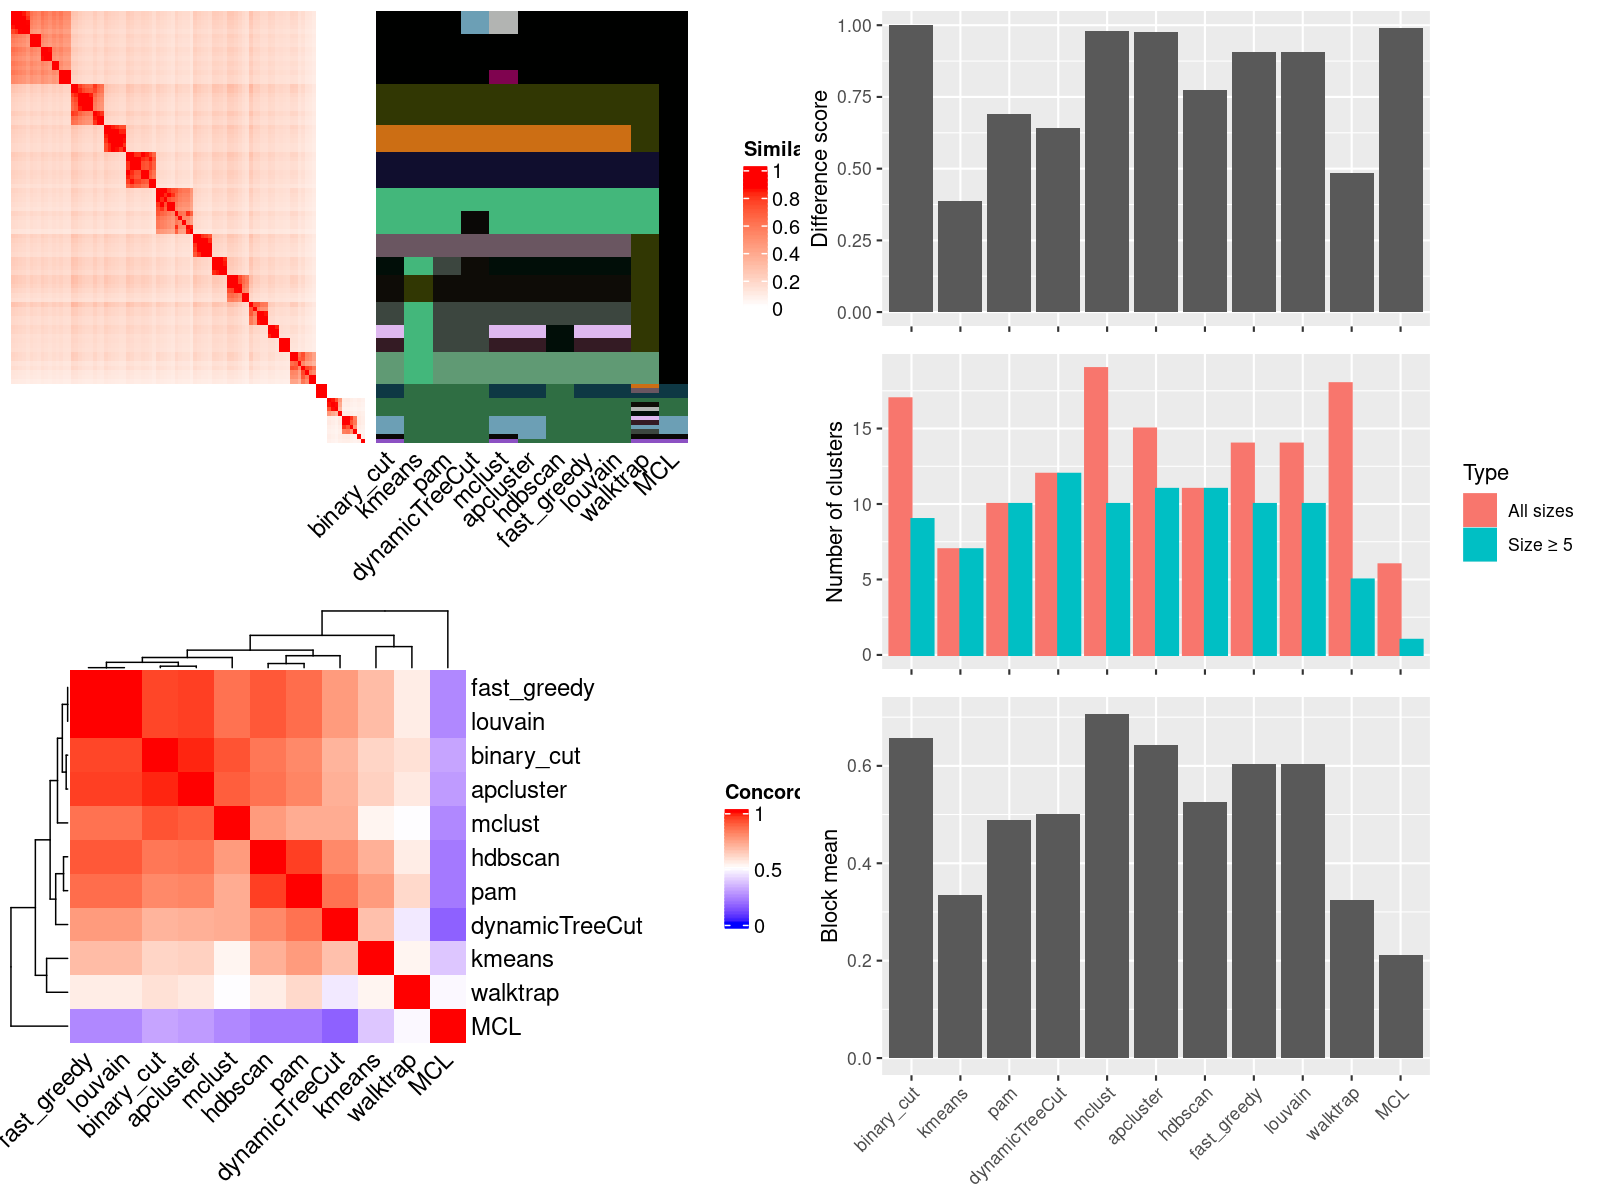 Simila
1
0.8
0.6
0.4
0.2
0
binary_cut
kmeans
pam
dynamicTreeCut
mclust
apcluster
hdbscan
fast_greedy
louvain
walktrap
MCL
fast_greedy
louvain
binary_cut
apcluster
mclust
hdbscan
pam
dynamicTreeCut
kmeans
walktrap
MCL
fast_greedy
louvain
binary_cut
apcluster
mclust
hdbscan
pam
dynamicTreeCut
kmeans
walktrap
MCL
Concord
1
0.5
0
Difference score
1.00
0.75
0.50
0.25
0.00
Number of clusters
15
10
5
0
Type
All sizes
Size ≥ 5
Block mean
0.6
0.4
0.2
0.0
binary_cut
kmeans
pam
dynamicTreeCut
mclust
apcluster
hdbscan
fast_greedy
louvain
walktrap
MCL